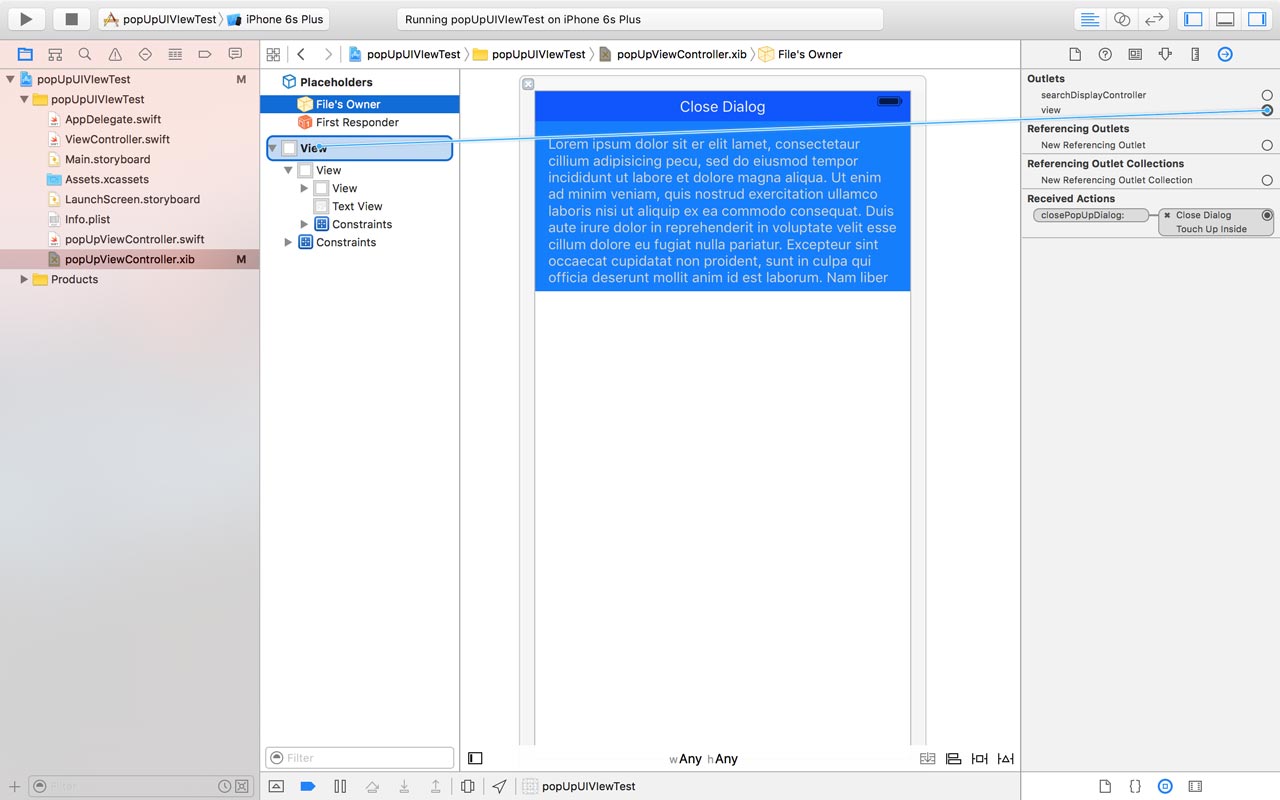 popUpUIVIewTest
iPhone 6s Plus
Running popUpUIVIewTest on iPhone 6s Plus
popUpUIVIewTest
popUpUIVIewTest
popUpViewController.xib
File's Owner
popUpUIVIewTest M
popUpUIVIewTest
AppDelegate.swift
ViewController.swift
Main.storyboard
Assets.xcassets
LaunchScreen.storyboard
Info.plist
popUpViewController.swift
popUpViewController.xib M
Products
Filter
Placeholders
File's Owner
First Responder
View
View
View
Text View
Constraints
Constraints
Filter
Close Dialog
Lorem ipsum dolor sit er elit lamet, consectetaur
cillium adipisicing pecu, sed do eiusmod tempor
incididunt ut labore et dolore magna aliqua. Ut enim
ad minim veniam, quis nostrud exercitation ullamco
laboris nisi ut aliquip ex ea commodo consequat. Duis
aute irure dolor in reprehenderit in voluptate velit esse
cillum dolore eu fugiat nulla pariatur. Excepteur sint
occaecat cupidatat non proident, sunt in culpa qui
officia deserunt mollit anim id est laborum. Nam liber
wAny hAny
popUpUIVIewTest
Outlets
searchDisplayController
view
Referencing Outlets
New Referencing Outlet
Referencing Outlet Collections
New Referencing Outlet Collection
Received Actions
closePopUpDialog:
Close Dialog
Touch Up Inside